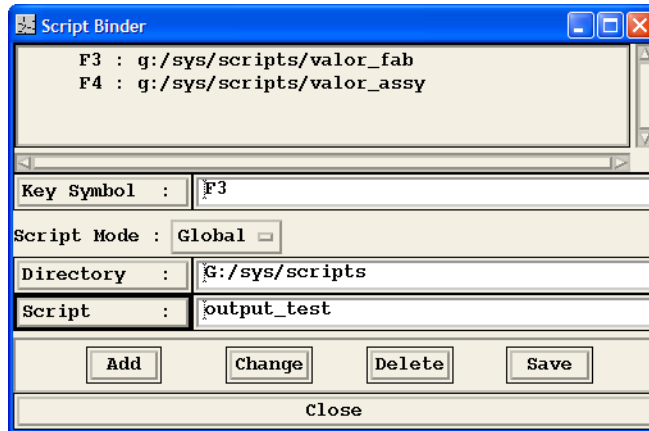 Script Binder
F3 : g:/sys/scripts/valor_fab
F4 : g:/sys/scripts/valor_assy
Key Symbol : F3
Script Mode : Global
Directory : G:/sys/scripts
Script : output_test
Add Change Delete Save
Close